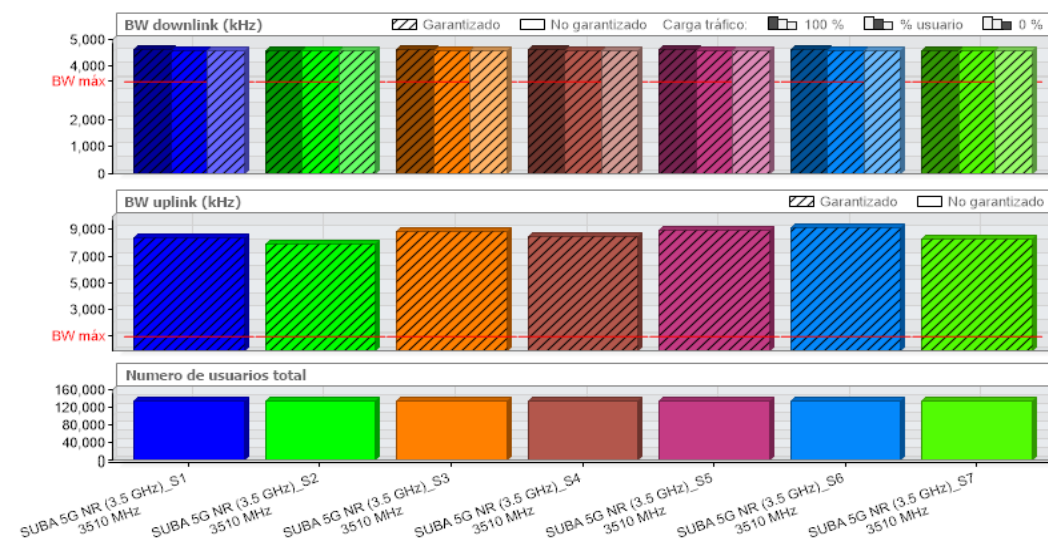 BW downlink (kHz) Garantizado No garantizado Carga tráfico: 100 % % usuario 0 %
5,000
4,000
BW máx
2,000
1,000
0
BW uplink (kHz) Garantizado No garantizado
9,000
7,000
5,000
3,000
BW máx
Numero de usuarios total
160,000
120,000
80,000
40,000
0
SUBA 5G NR (3.5 GHz)_S1
3510 MHz
SUBA 5G NR (3.5 GHz)_S2
3510 MHz
SUBA 5G NR (3.5 GHz)_S3
3510 MHz
SUBA 5G NR (3.5 GHz)_S4
3510 MHz
SUBA 5G NR (3.5 GHz)_S5
3510 MHz
SUBA 5G NR (3.5 GHz)_S6
3510 MHz
SUBA 5G NR (3.5 GHz)_S7
3510 MHz